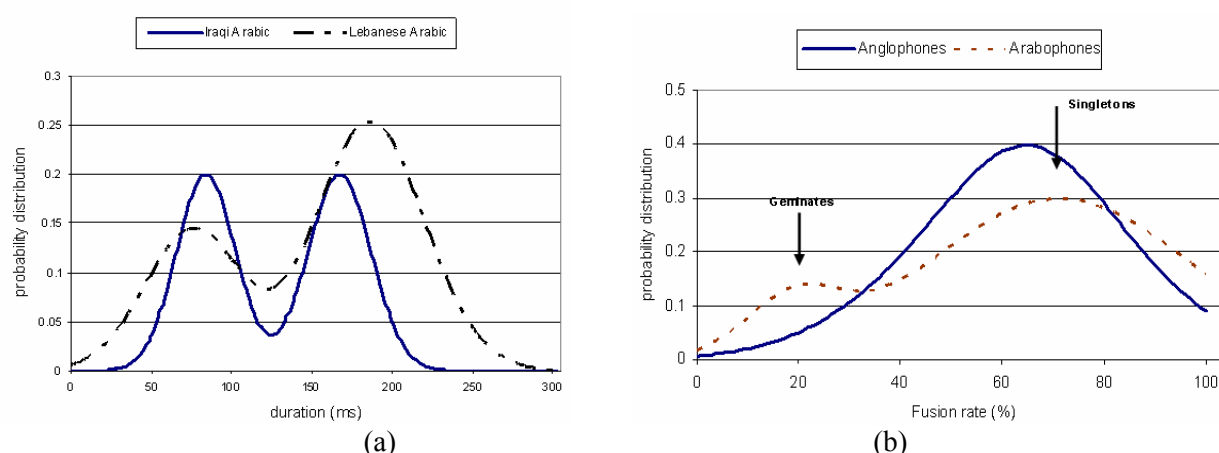 Iraqi Arabic Lebanese Arabic
0.3
0.25
0.2
0.15
0.1
0.05
0
probability distribution
0 50 100 150 200 250 300
duration (ms)
(a)
Anglophones Arabophones
0.5
0.4
0.3
0.2
0.1
0
probability distribution
Singletons
Geminates
0 20 40 60 80 100
Fusion rate (%)
(b)